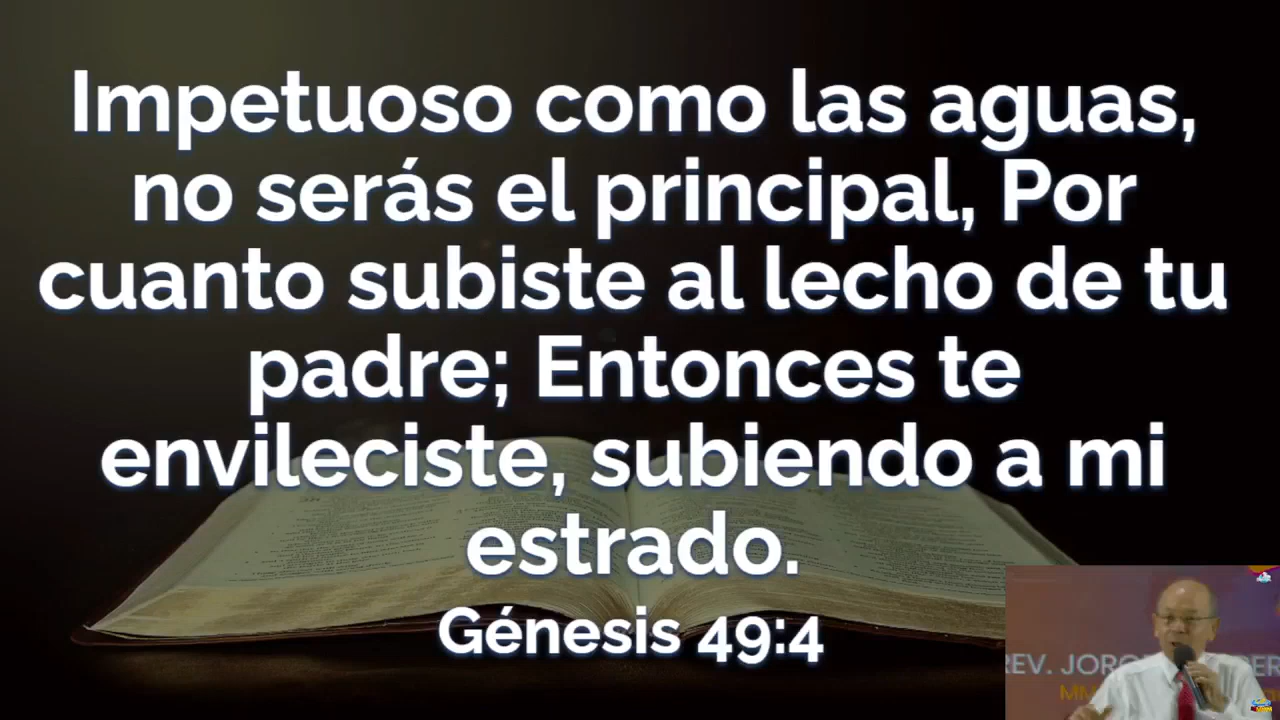 Impetuoso como las aguas,
no serás el principal, Por
cuanto subiste al lecho de tu
padre; Entonces te
envileciste, subiendo a mi
estrado.
Génesis 49:4
REV.